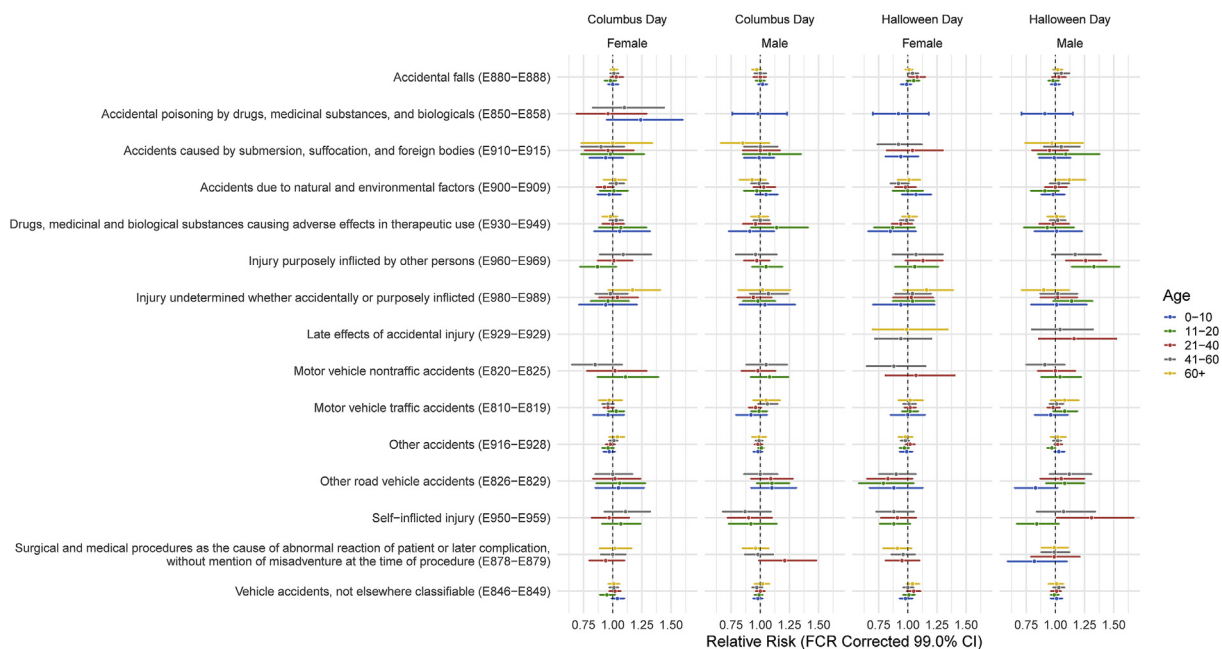 Columnbus Day Columbus Day Halloween Day Halloween Day
Female Male Female Male
Accidental falls (E880−E888)
Accidental poisoning by drugs, medicinal substances, and biologicals (E850−E858)
Accidents caused by submersion, suffocation, and foreign bodies (E910−E915)
Accidents due to natural and environmental factors (E900−E909)
Drugs, medicinal and biological substances causing adverse effects in therapeutic use (E930−E949)
Injury purposely inflicted by other persons (E960−E969)
Injury undetermined whether accidentally or purposely inflicted (E980−E989)
Late effects of accidental injury (E929−E929)
Motor vehicle nontraffic accidents (E820−E825)
Motor vehicle traffic accidents (E810−E819)
Other accidents (E916−E928)
Other road vehicle accidents (E826−E829)
Self−inflicted injury (E950−E959)
Surgical and medical procedures as the cause of abnormal reaction of patient or later complication,
without mention of misadventure at the time of procedure (E878−E879)
Vehicle accidents, not elsewhere classifiable (E846−E849)
Age
0−10
11−20
21−40
41−60
60+
0.75 1.00 1.25 1.50 0.75 1.00 1.25 1.50 0.75 1.00 1.25 1.50 0.75 1.00 1.25 1.50
Relative Risk (FCR Corrected 99.0% CI)